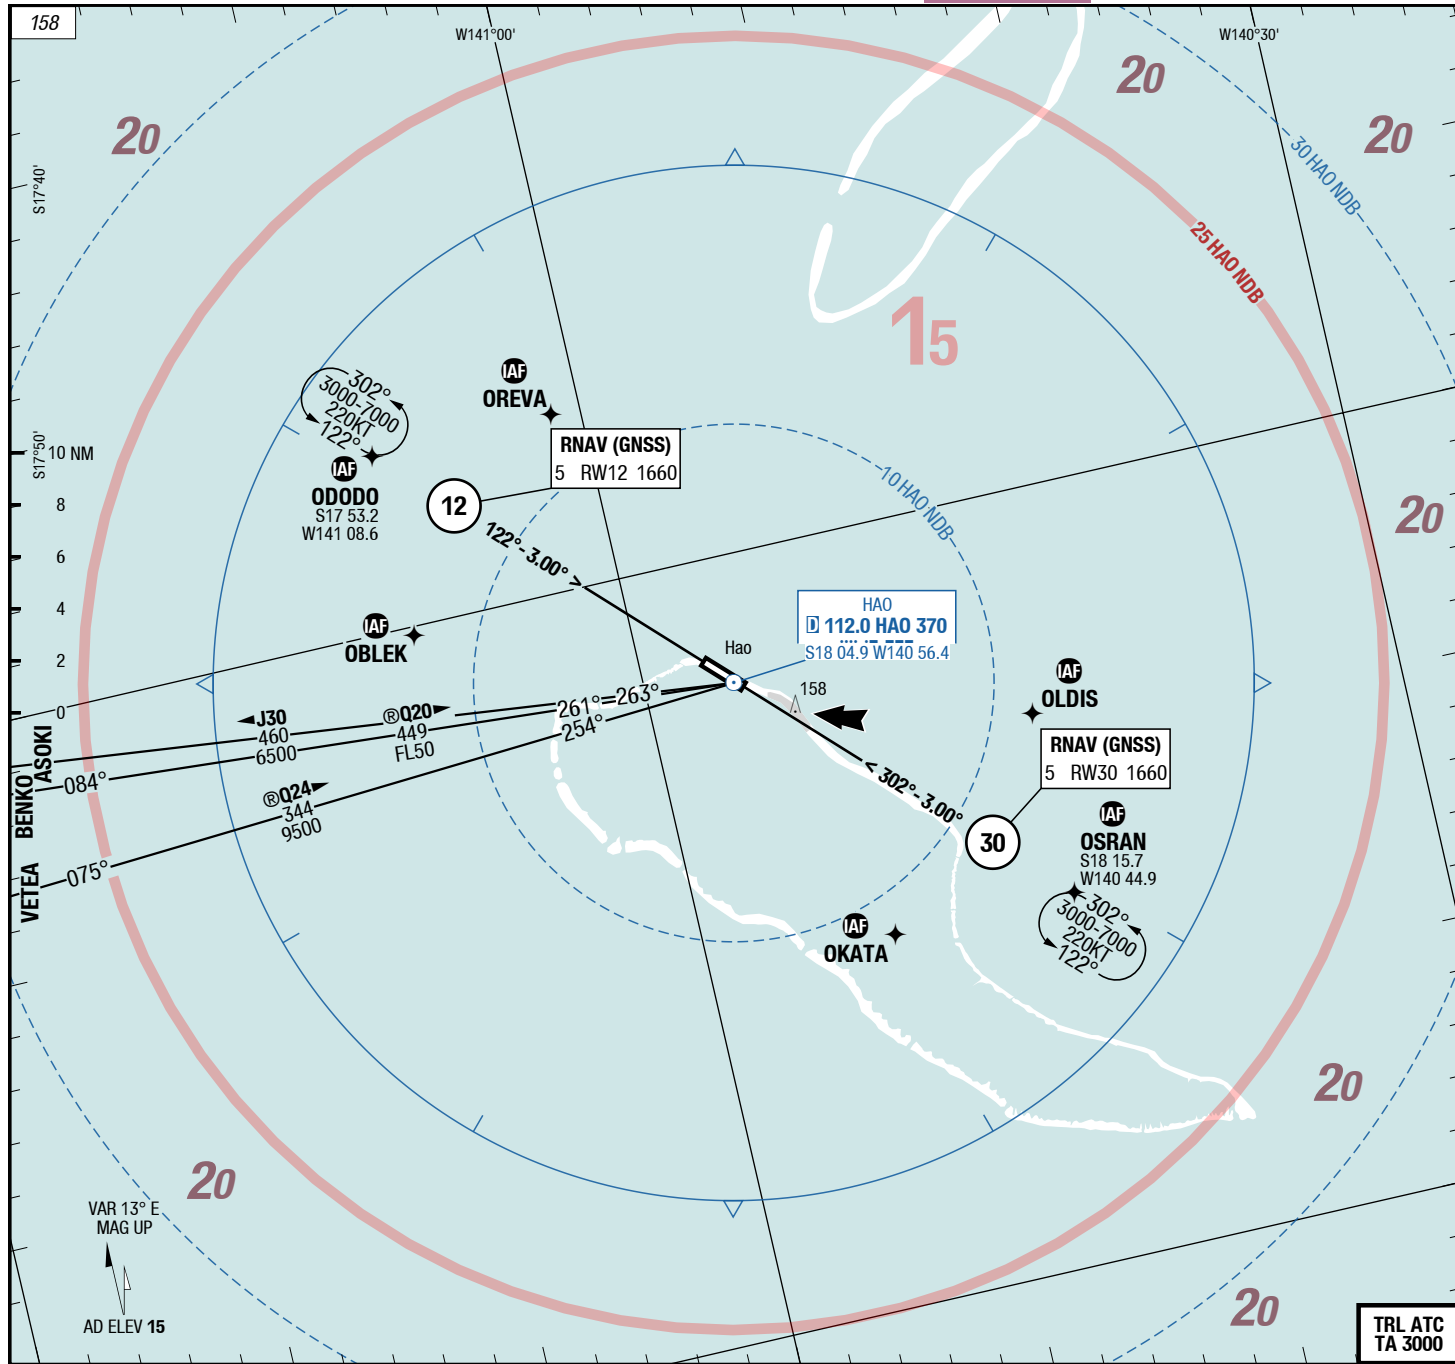 158
W141°00'
W140°30'
20
20
20
30 HAO NDB
S17°40'
25 HAO NDB
15
IAF
OREVA
302°
3000-7000
220KT
122°
RNAV (GNSS)
5 RW12 1660
S17°50'
10 NM
IAF
ODODO
S17 53.2
W141 08.6
12
10 HAO NDB
20
8
122°-3.00° >
6
4
2
0
IAF
OBLEK
HAO
D 112.0 HAO 370
S18 04.9 W140 56.4
Hao
158
IAF
OLDIS
J30
460
6500
®Q20
449
FL50
261°
263°
254°
RNAV (GNSS)
5 RW30 1660
ASOKI
BENKO
VETEA
084°
®Q24
344
9500
075°
< 302°-3.00°
30
IAF
OSRAN
S18 15.7
W140 44.9
302°
3000-7000
220KT
122°
IAF
OKATA
20
20
VAR 13° E
MAG UP
AD ELEV 15
20
TRL ATC
TA 3000